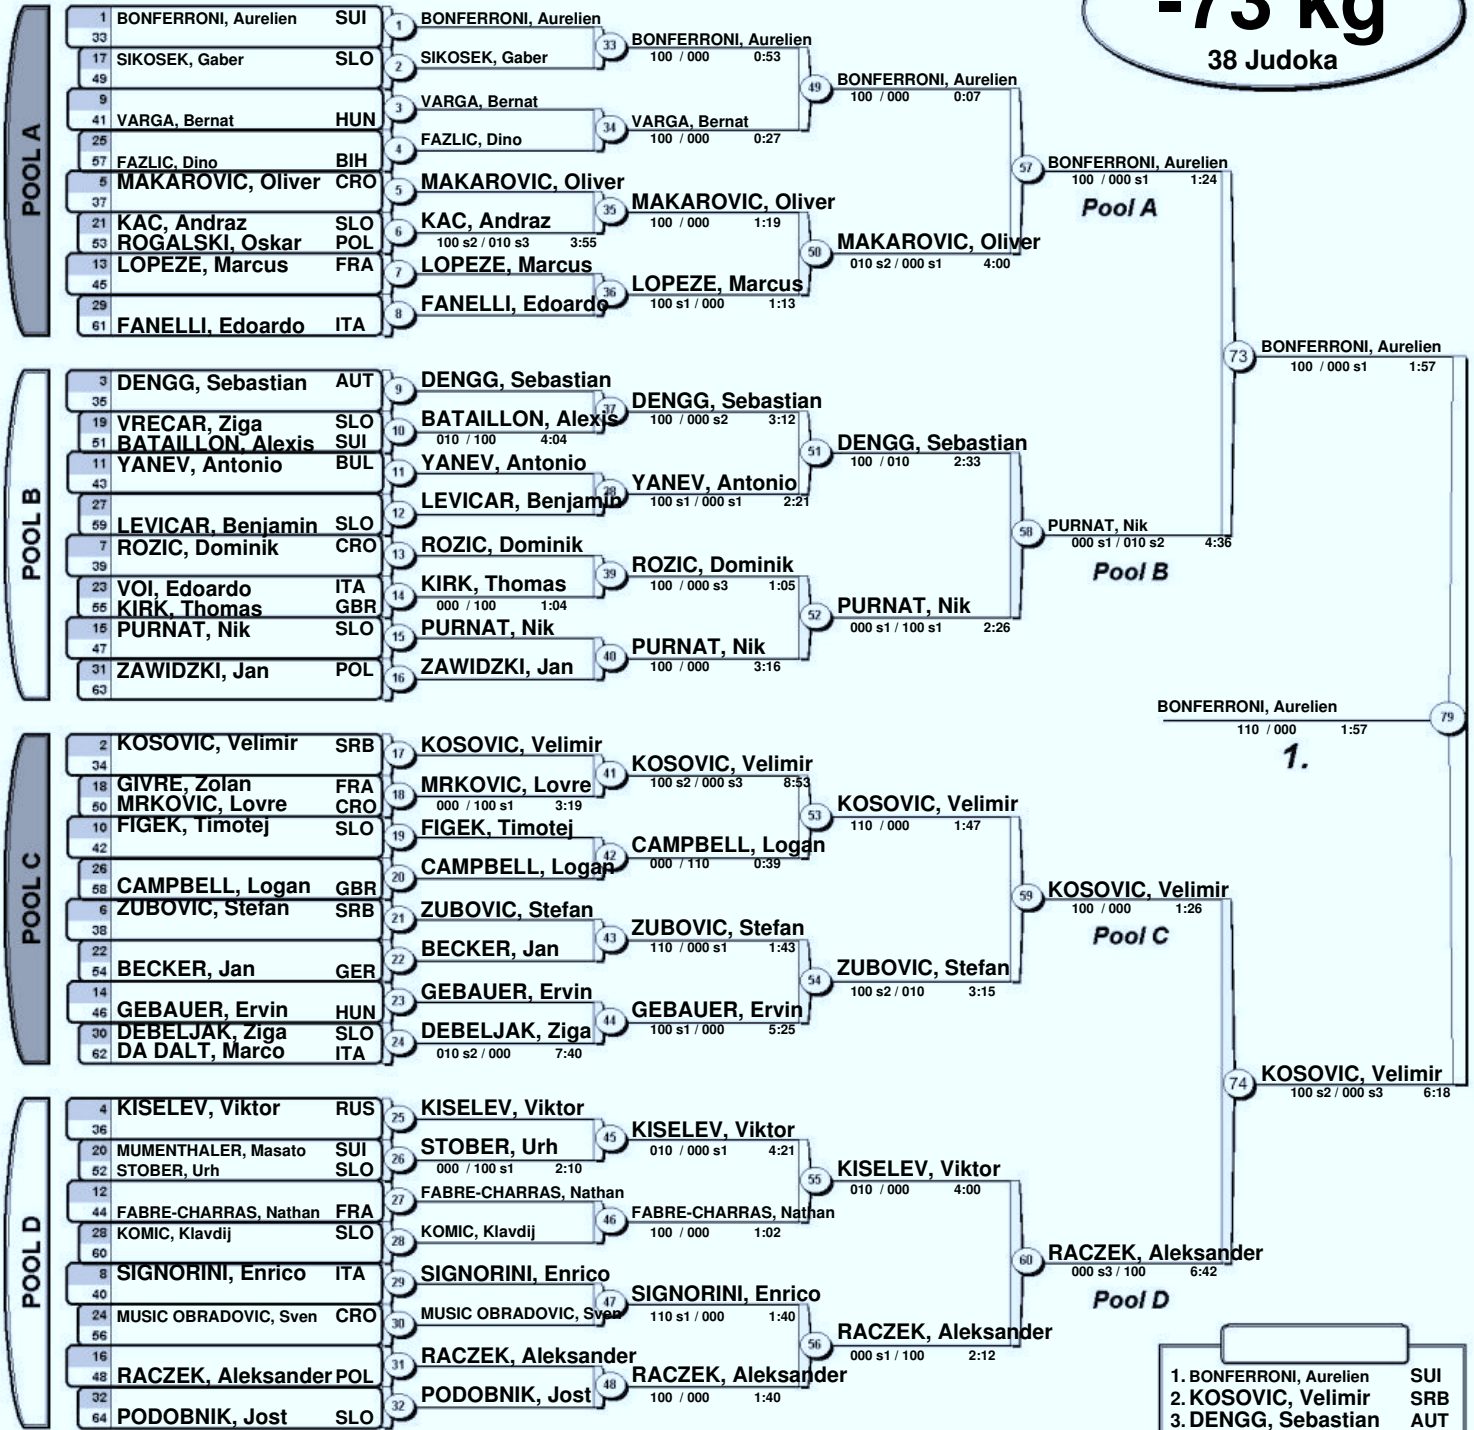 -73 kg
38 Judoka
POOL A
1 BONFERRONI, Aurelien SUI
33
17 SIKOSEK, Gaber SLO
49
9
41 VARGA, Bernat HUN
25
57 FAZLIC, Dino BIH
5 MAKAROVIC, Oliver CRO
37
21 KAC, Andraz SLO
53 ROGALSKI, Oskar POL
13 LOPEZE, Marcus FRA
45
29
61 FANELLI, Edoardo ITA
1 BONFERRONI, Aurelien
2 SIKOSEK, Gaber
3 VARGA, Bernat
4 FAZLIC, Dino
5 MAKAROVIC, Oliver
6 KAC, Andraz
100 s2 / 010 s3 3:55
7 LOPEZE, Marcus
8 FANELLI, Edoardo
33 BONFERRONI, Aurelien
100 / 000 0:53
34 VARGA, Bernat
100 / 000 0:27
35 MAKAROVIC, Oliver
100 / 000 1:19
36 LOPEZE, Marcus
100 s1 / 000 1:13
49 BONFERRONI, Aurelien
100 / 000 0:07
50 MAKAROVIC, Oliver
010 s2 / 000 s1 4:00
57 BONFERRONI, Aurelien
100 / 000 s1 1:24
Pool A
POOL B
3 DENGG, Sebastian AUT
35
19 VRECAR, Ziga SLO
51 BATAILLON, Alexis SUI
11 YANEV, Antonio BUL
43
27
59 LEVICAR, Benjamin SLO
7 ROZIC, Dominik CRO
39
23 VOI, Edoardo ITA
55 KIRK, Thomas GBR
15 PURNAT, Nik SLO
47
31 ZAWIDZKI, Jan POL
63
9 DENGG, Sebastian
10 BATAILLON, Alexis
010 / 100 4:04
11 YANEV, Antonio
12 LEVICAR, Benjamin
13 ROZIC, Dominik
14 KIRK, Thomas
000 / 100 1:04
15 PURNAT, Nik
16 ZAWIDZKI, Jan
37 DENGG, Sebastian
100 / 000 s2 3:12
38 YANEV, Antonio
100 s1 / 000 s1 2:21
39 ROZIC, Dominik
100 / 000 s3 1:05
40 PURNAT, Nik
100 / 000 3:16
51 DENGG, Sebastian
100 / 010 2:33
52 PURNAT, Nik
000 s1 / 100 s1 2:26
58 PURNAT, Nik
000 s1 / 010 s2 4:36
Pool B
73 BONFERRONI, Aurelien
100 / 000 s1 1:57
BONFERRONI, Aurelien 79
110 / 000 1:57
1.
POOL C
2 KOSOVIC, Velimir SRB
34
18 GIVRE, Zolan FRA
50 MRKOVIC, Lovre CRO
10 FIGEK, Timotej SLO
42
26
58 CAMPBELL, Logan GBR
6 ZUBOVIC, Stefan SRB
38
22
54 BECKER, Jan GER
14
46 GEBAUER, Ervin HUN
30 DEBELJAK, Ziga SLO
62 DA DALT, Marco ITA
17 KOSOVIC, Velimir
18 MRKOVIC, Lovre
000 / 100 s1 3:19
19 FIGEK, Timotej
20 CAMPBELL, Logan
21 ZUBOVIC, Stefan
22 BECKER, Jan
23 GEBAUER, Ervin
24 DEBELJAK, Ziga
010 s2 / 000 7:40
41 KOSOVIC, Velimir
100 s2 / 000 s3 8:53
42 CAMPBELL, Logan
000 / 110 0:39
43 ZUBOVIC, Stefan
110 / 000 s1 1:43
44 GEBAUER, Ervin
100 s1 / 000 5:25
53 KOSOVIC, Velimir
110 / 000 1:47
54 ZUBOVIC, Stefan
100 s2 / 010 3:15
59 KOSOVIC, Velimir
100 / 000 1:26
Pool C
POOL D
4 KISELEV, Viktor RUS
36
20 MUMENTHALER, Masato SUI
52 STOBER, Urh SLO
12
44 FABRE-CHARRAS, Nathan FRA
28 KOMIC, Klavdij SLO
60
8 SIGNORINI, Enrico ITA
40
24 MUSIC OBRADOVIC, Sven CRO
56
16
48 RACZEK, Aleksander POL
32
64 PODOBNIK, Jost SLO
25 KISELEV, Viktor
26 STOBER, Urh
000 / 100 s1 2:10
27 FABRE-CHARRAS, Nathan
28 KOMIC, Klavdij
29 SIGNORINI, Enrico
30 MUSIC OBRADOVIC, Sven
31 RACZEK, Aleksander
32 PODOBNIK, Jost
45 KISELEV, Viktor
010 / 000 s1 4:21
46 FABRE-CHARRAS, Nathan
100 / 000 1:02
47 SIGNORINI, Enrico
110 s1 / 000 1:40
48 RACZEK, Aleksander
100 / 000 1:40
55 KISELEV, Viktor
010 / 000 4:00
56 RACZEK, Aleksander
000 s1 / 100 2:12
60 RACZEK, Aleksander
000 s3 / 100 6:42
Pool D
74 KOSOVIC, Velimir
100 s2 / 000 s3 6:18
1. BONFERRONI, Aurelien SUI
2. KOSOVIC, Velimir SRB
3. DENGG, Sebastian AUT